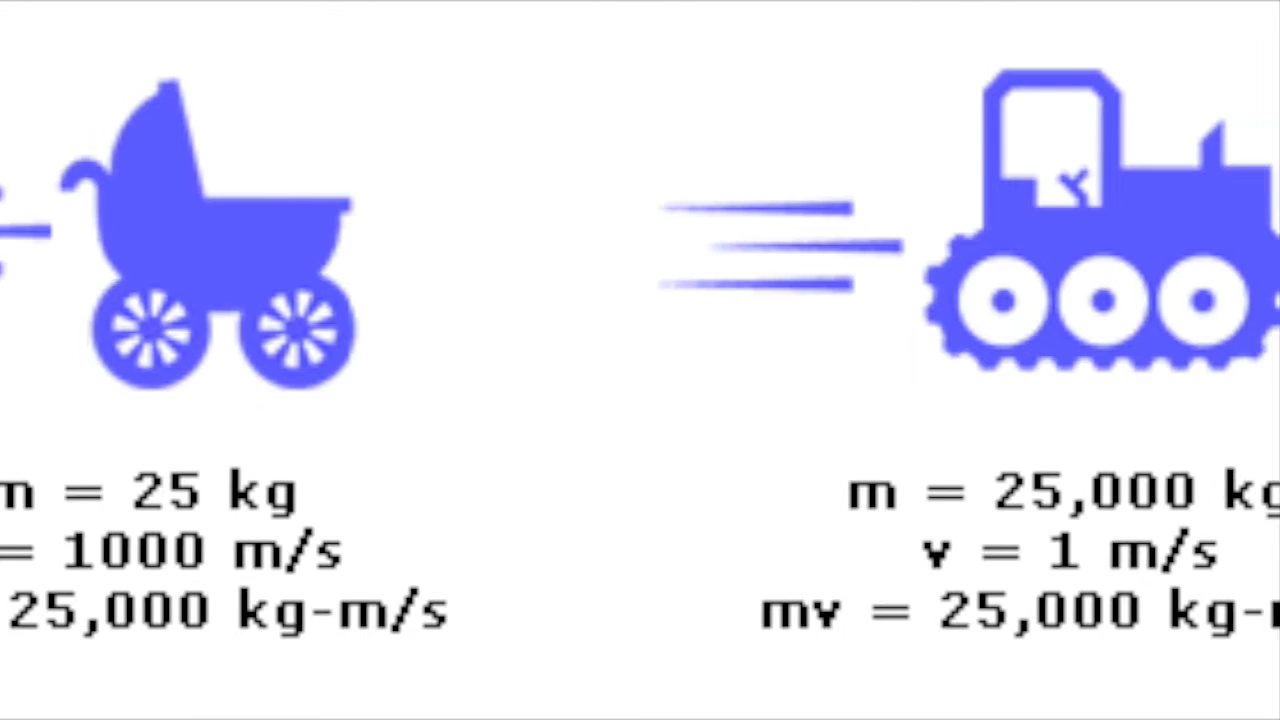 m = 25 kg
= 1000 m/s
25,000 kg-m/s
m = 25,000 kg
v = 1 m/s
mv = 25,000 kg-